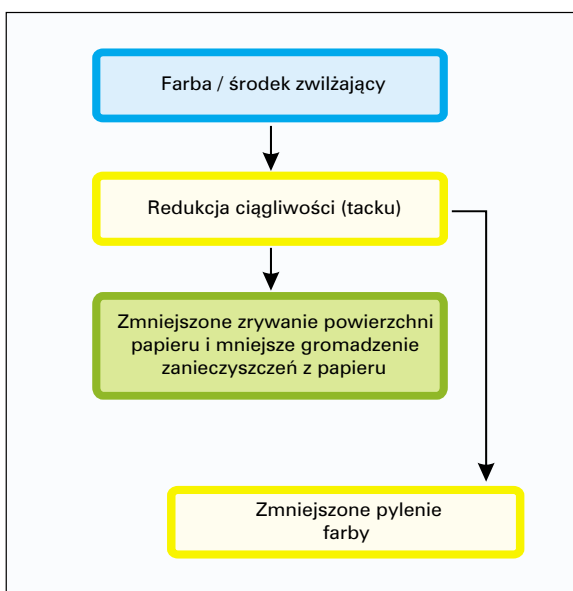 Farba / środek zwilżający
Redukcja ciągliwości (tacku)
Zmniejszone zrywanie powierzchni
papieru i mniejsze gromadzenie
zanieczyszczeń z papieru
Zmniejszone pylenie
farby